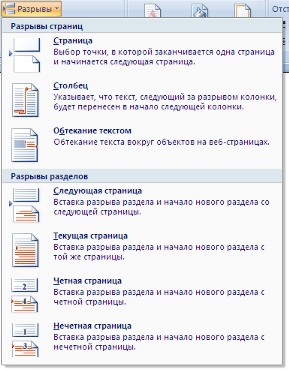 Разрывы
Отст
Разрывы страниц
Страница
Выбор точки, в которой заканчивается одна страница
и начинается следующая страница.
Столбец
Указывает, что текст, следующий за разрывом колонки,
будет перенесен в начало следующей колонки.
Обтекание текстом
Обтекание текста вокруг объектов на веб-страницах.
Разрывы разделов
Следующая страница
Вставка разрыва раздела и начало нового раздела со
следующей страницы.
Текущая страница
Вставка разрыва раздела и начало нового раздела с
той же страницы.
Четная страница
Вставка разрыва раздела и начало нового раздела с
четной страницы.
Нечетная страница
Вставка разрыва раздела и начало нового раздела с
нечетной страницы.